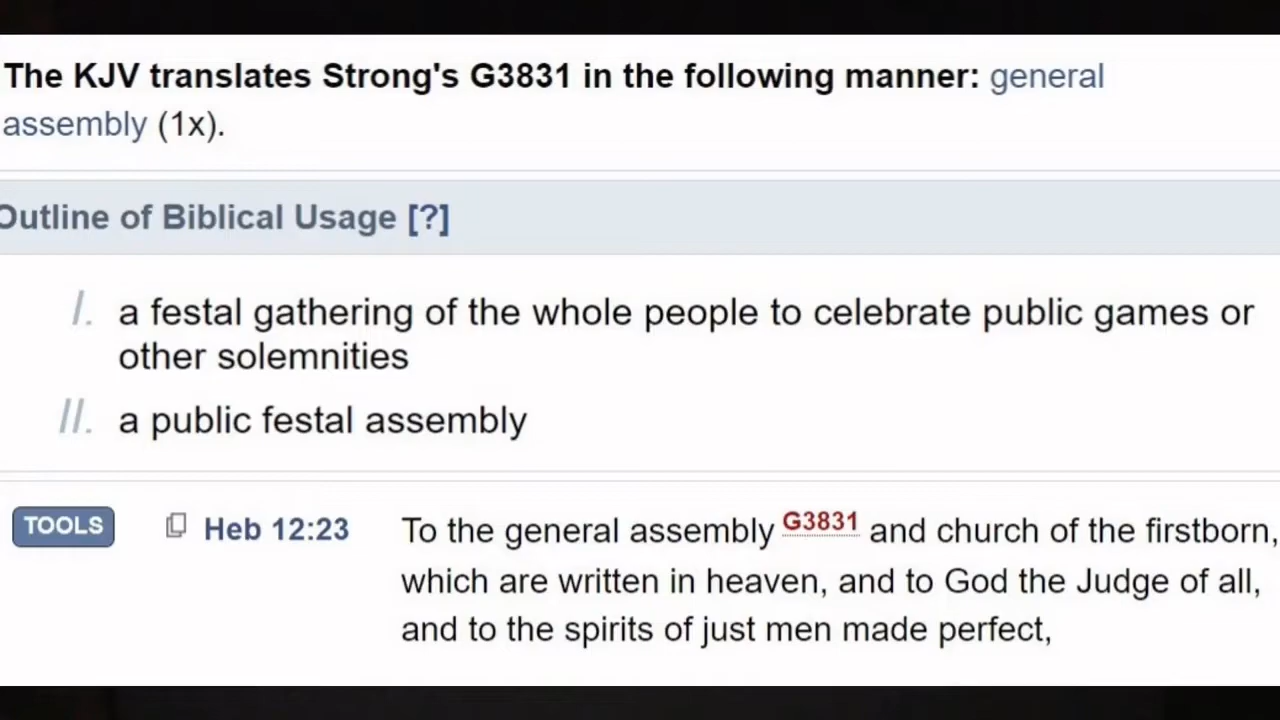 The KJV translates Strong's G3831 in the following manner: general
assembly (1x).
Outline of Biblical Usage [?]
I. a festal gathering of the whole people to celebrate public games or
other solemnities
II. a public festal assembly
TOOLS Heb 12:23 To the general assembly G3831 and church of the firstborn,
which are written in heaven, and to God the Judge of all,
and to the spirits of just men made perfect,